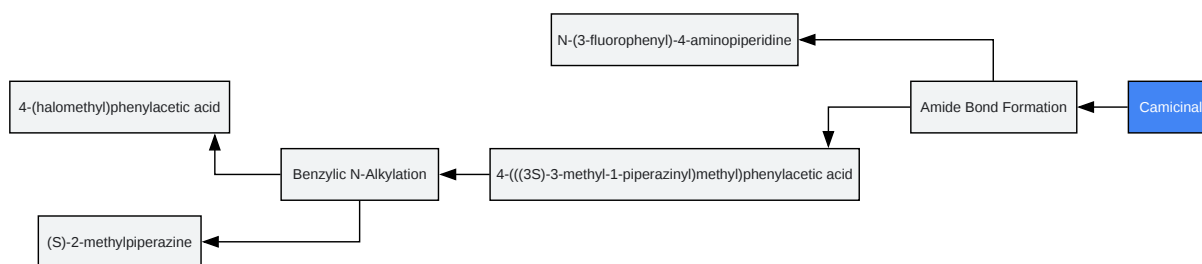 N-(3-fluorophenyl)-4-aminopiperidine
4-(halomethyl)phenylacetic acid
Amide Bond Formation
Camicinal
Benzylic N-Alkylation
4-(((3S)-3-methyl-1-piperazinyl)methyl)phenylacetic acid
(S)-2-methylpiperazine